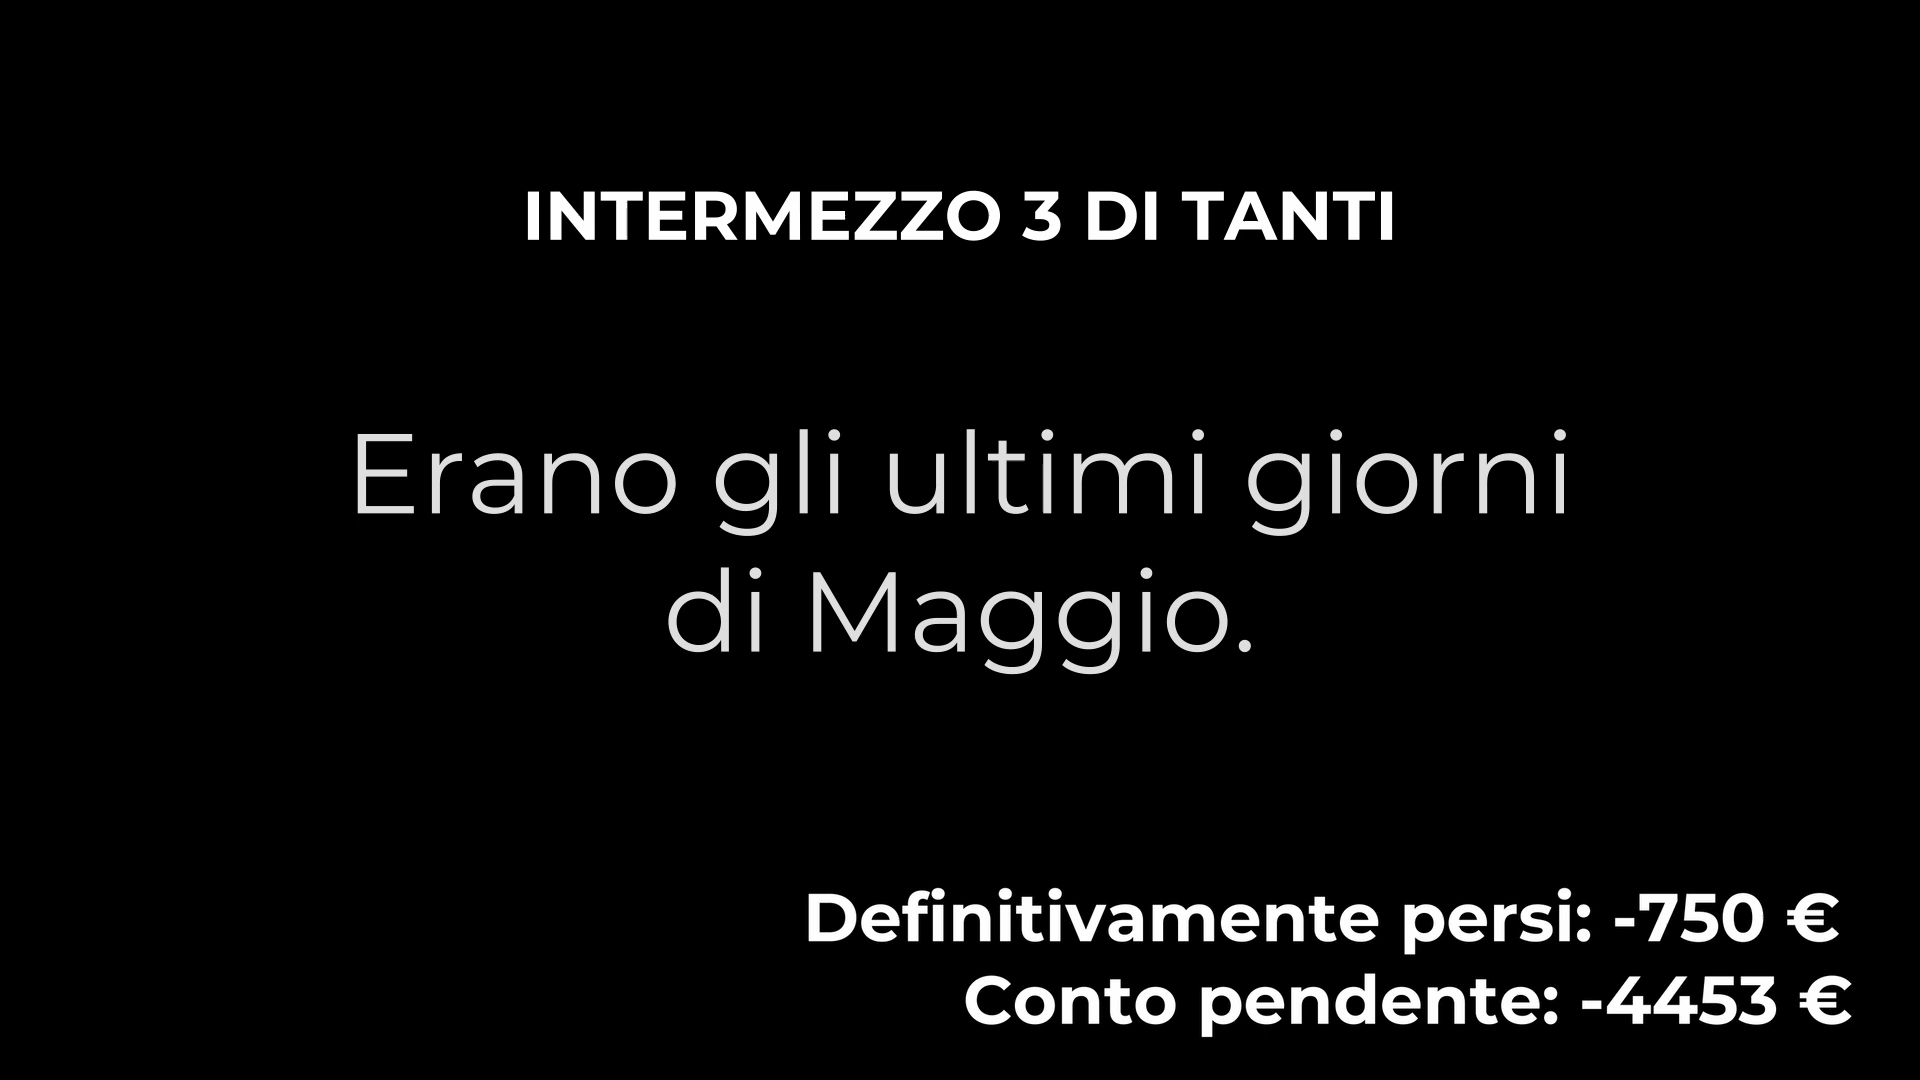 INTERMEZZO 3 DI TANTI
Erano gli ultimi giorni
di Maggio.
Definitivamente persi: -750 €
Conto pendente: -4453 €